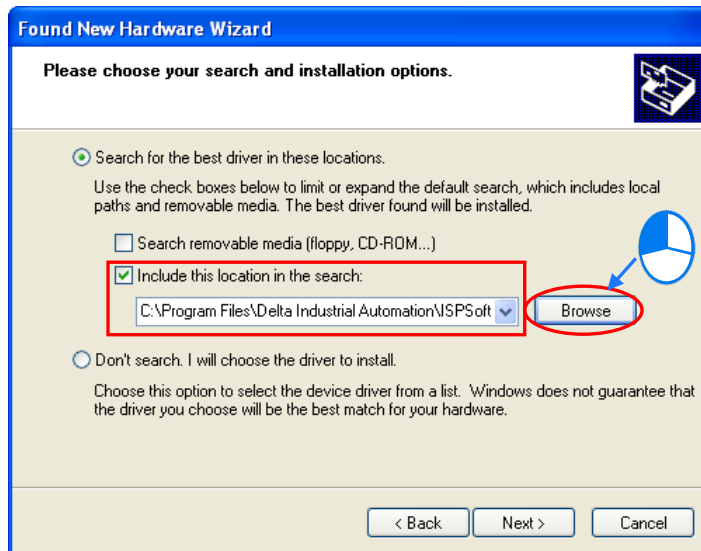 Found New Hardware Wizard
Please choose your search and installation options.
Search for the best driver in these locations.
Use the check boxes below to limit or expand the default search, which includes local
paths and removable media. The best driver found will be installed.
Search removable media (floppy, CD-ROM...)
Include this location in the search:
C:\Program Files\Delta Industrial Automation\ISPSoft
Browse
Don't search. I will choose the driver to install.
Choose this option to select the device driver from a list. Windows does not guarantee that
the driver you choose will be the best match for your hardware.
< Back Next > Cancel